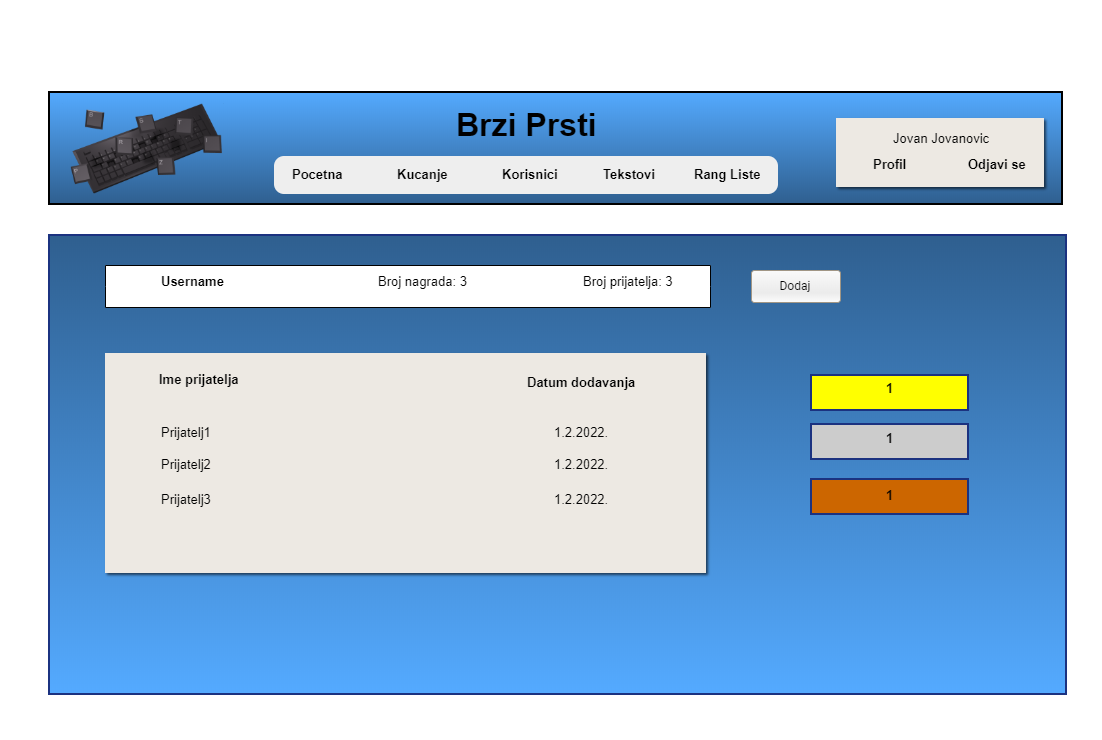 Brzi Prsti
Pocetna Kucanje Korisnici Tekstovi Rang Liste
Jovan Jovanovic
Profil Odjavi se
Username Broj nagrada: 3 Broj prijatelja: 3 Dodaj
Ime prijatelja Datum dodavanja
Prijatelj1 1.2.2022.
Prijatelj2 1.2.2022.
Prijatelj3 1.2.2022.
1
1
1